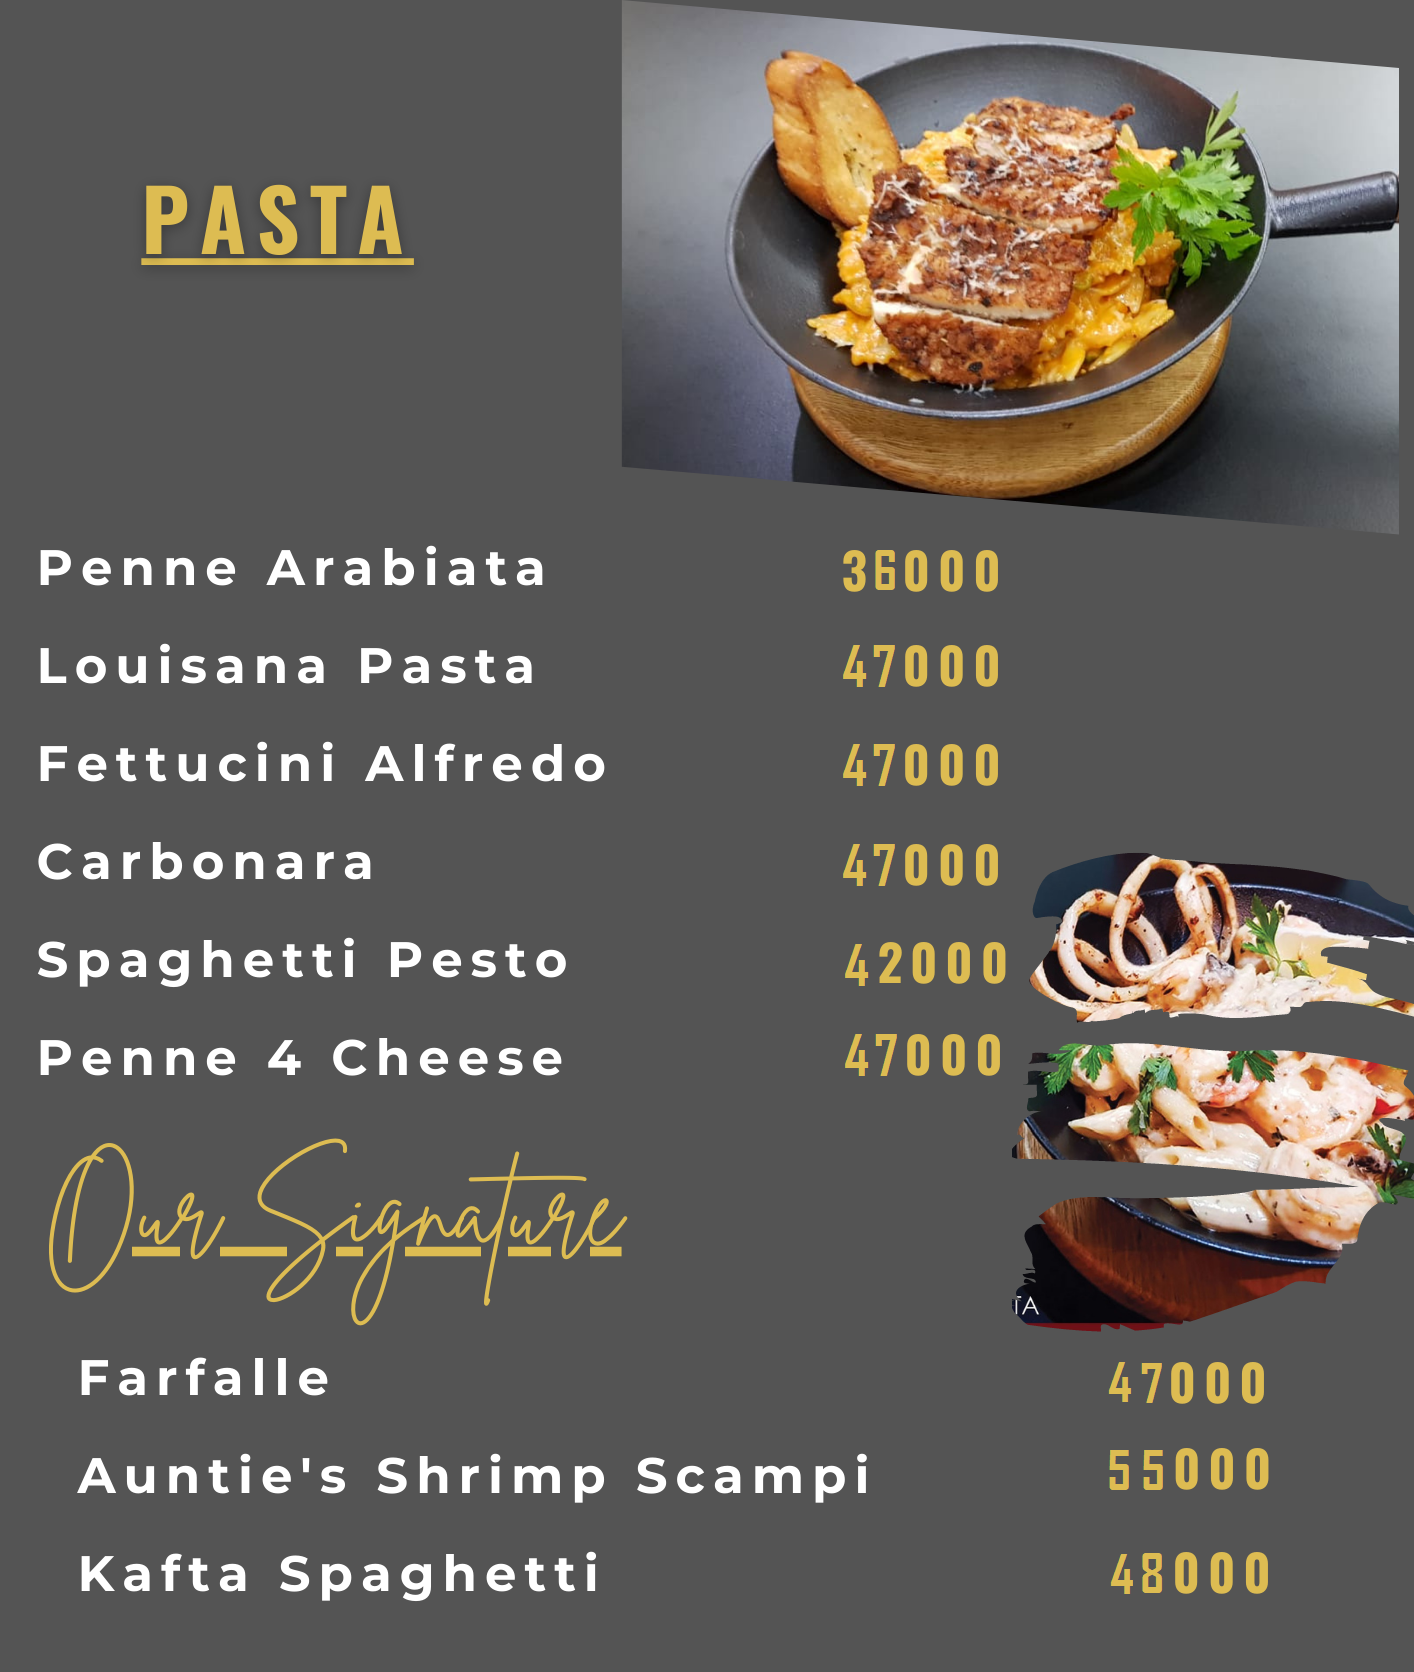 PASTA
Penne Arabiata 36000
Louisana Pasta 47000
Fettucini Alfredo 47000
Carbonara 47000
Spaghetti Pesto 42000
Penne 4 Cheese 47000
Our Signature
TA
Farfalle 47000
Auntie's Shrimp Scampi 55000
Kafta Spaghetti 48000